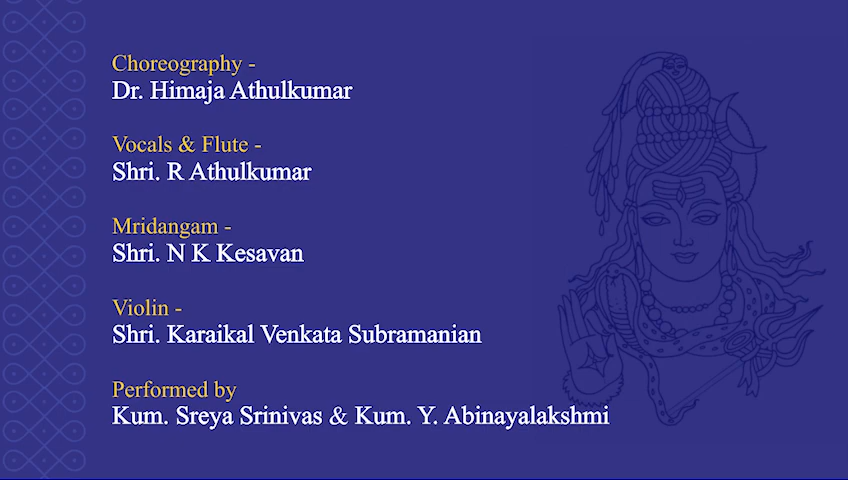 Choreography -
Dr. Himaja Athulkumar
Vocals & Flute -
Shri. R Athulkumar
Mridangam -
Shri. N K Kesavan
Violin -
Shri. Karaikal Venkata Subramanian
Performed by
Kum. Sreya Srinivas & Kum. Y. Abinayalakshmi